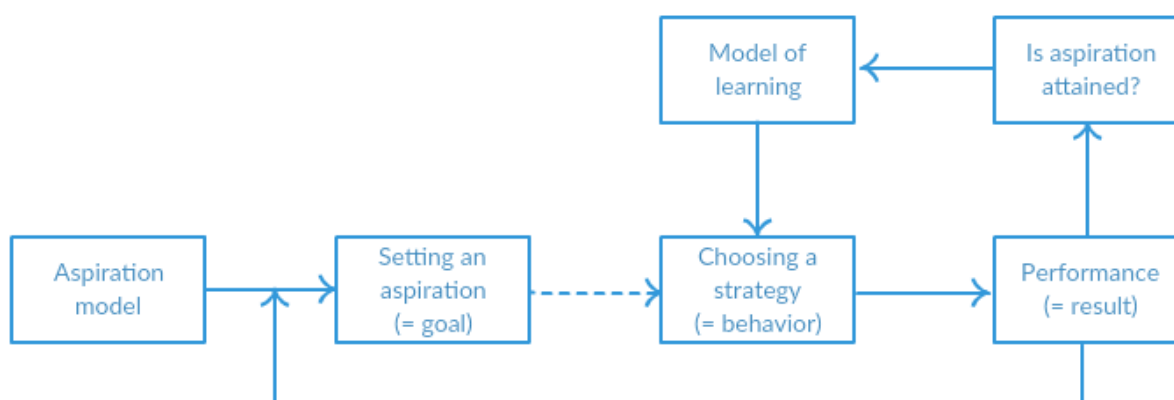 Model of
learning
Is aspiration
attained?
Aspiration
model
Setting an
aspiration
(= goal)
Choosing a
strategy
(= behavior)
Performance
(= result)